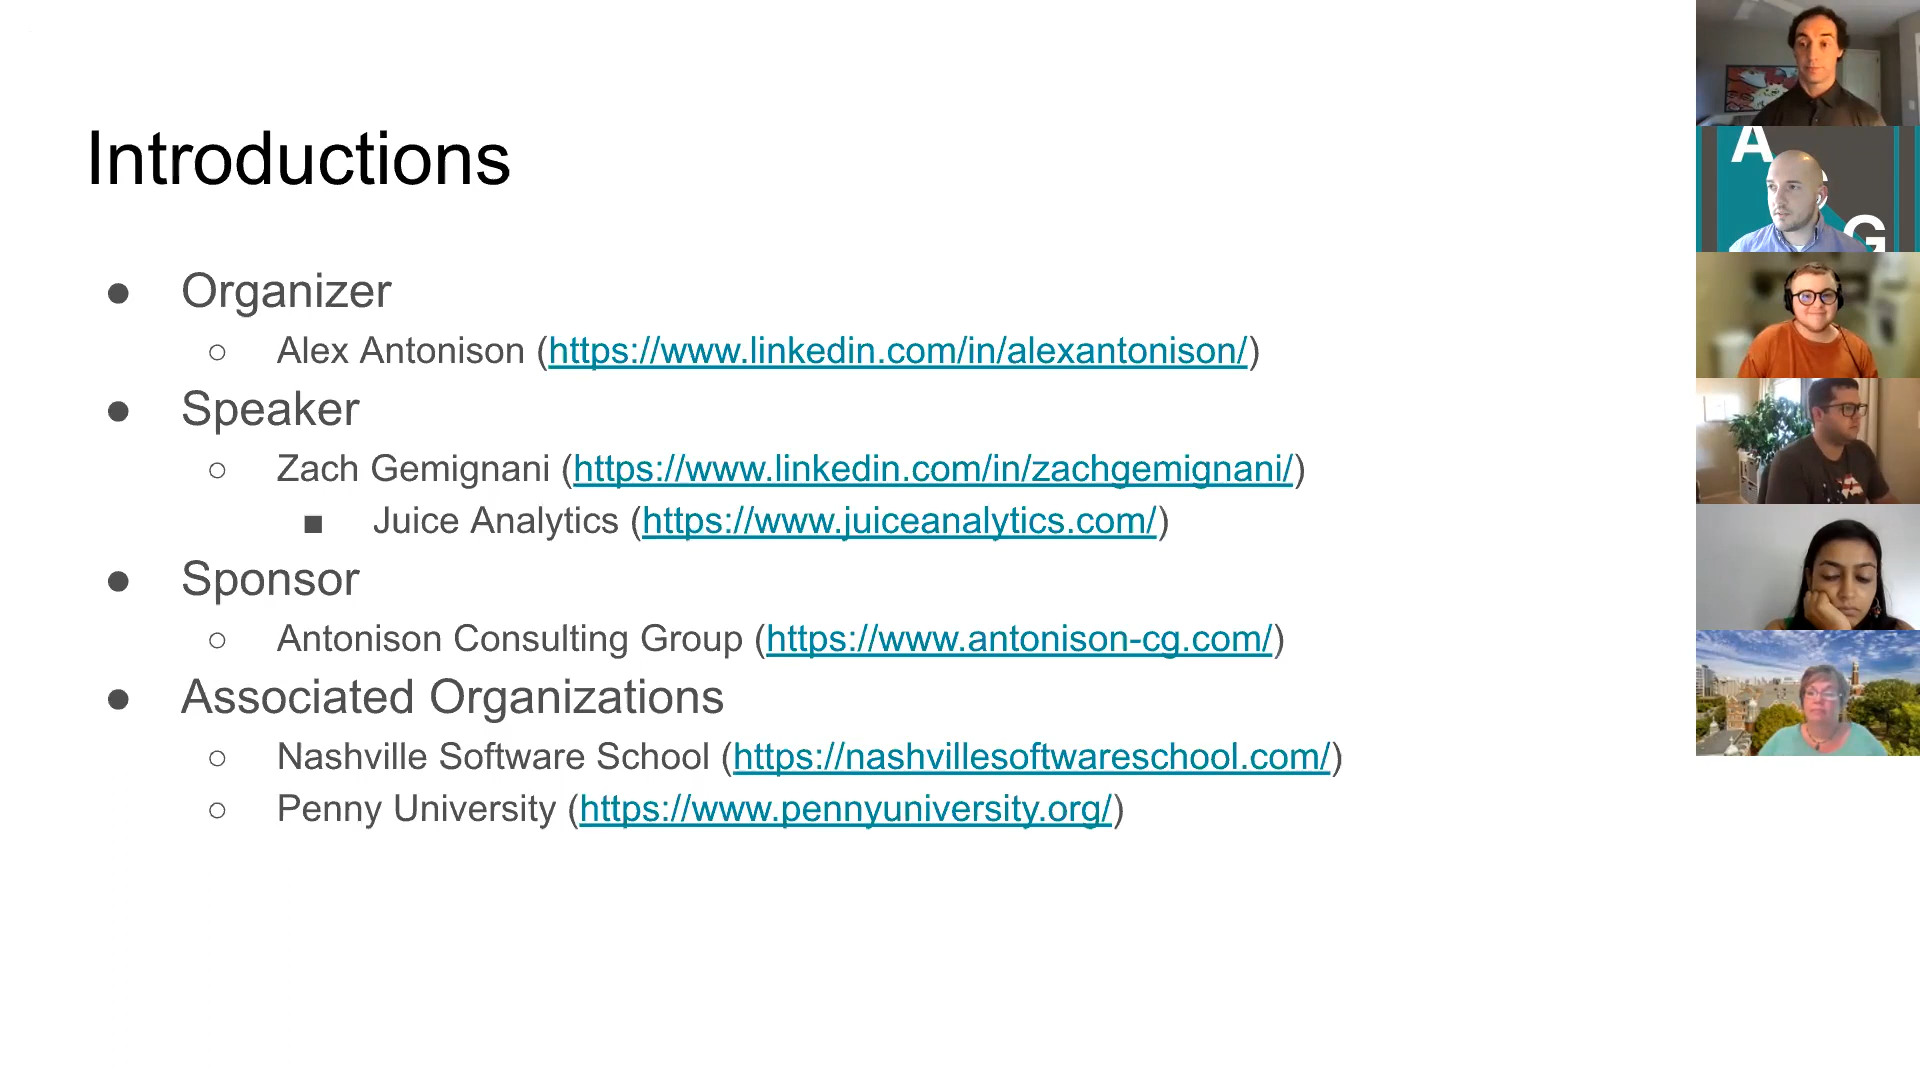 Introductions
● Organizer
○ Alex Antonison (https://www.linkedin.com/in/alexantonison/)
● Speaker
○ Zach Gemignani (https://www.linkedin.com/in/zachgemignani/)
■ Juice Analytics (https://www.juiceanalytics.com/)
● Sponsor
○ Antonison Consulting Group (https://www.antonison-cg.com/)
● Associated Organizations
○ Nashville Software School (https://nashvillesoftwareschool.com/)
○ Penny University (https://www.pennyuniversity.org/)
A
G